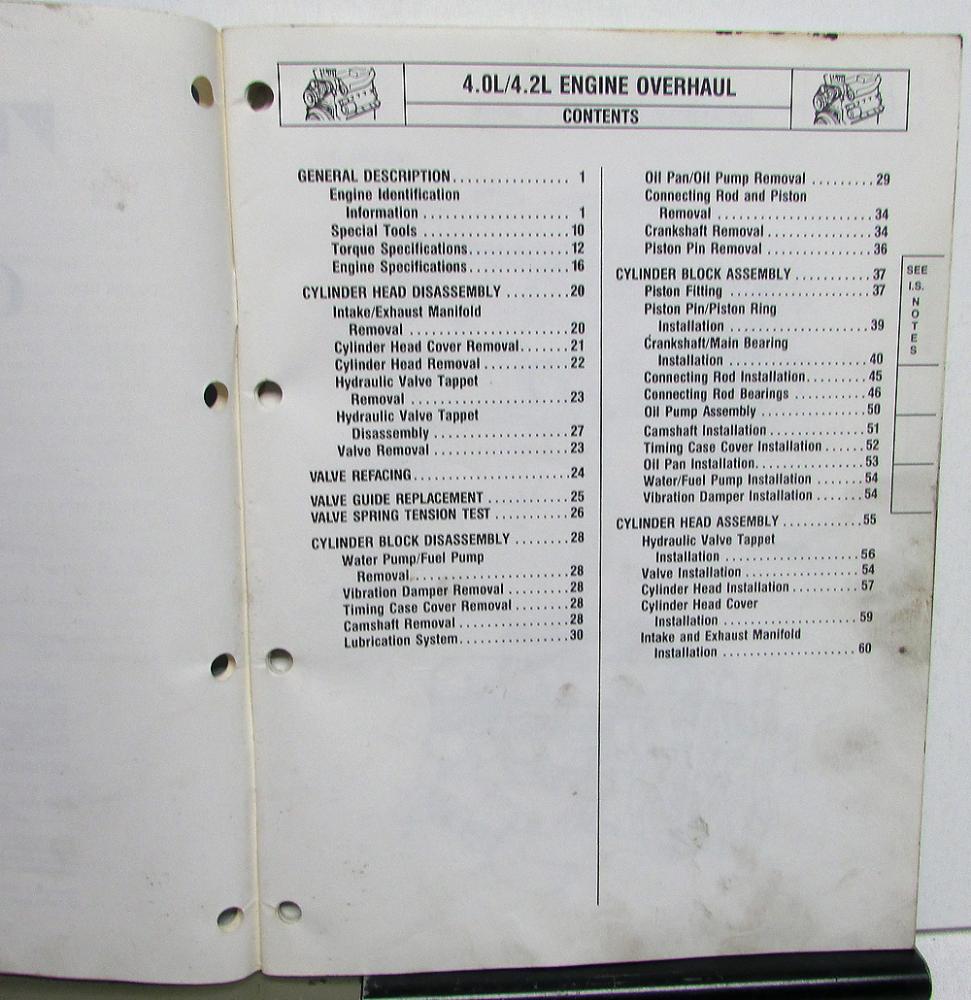 4.0L/4.2L ENGINE OVERHAUL
CONTENTS
GENERAL DESCRIPTION................ 1
Engine Identification
Information ................ 1
Special Tools ................ 10
Torque Specifications............ 12
Engine Specifications............ 16
CYLINDER HEAD DISASSEMBLY ........ 20
Intake/Exhaust Manifold
Removal ................ 20
Cylinder Head Cover Removal....... 21
Cylinder Head Removal .......... 22
Hydraulic Valve Tappet
Removal ................ 23
Hydraulic Valve Tappet
Disassembly ............... 27
Valve Removal ................ 23
VALVE REFACING.................. 24
VALVE GUIDE REPLACEMENT .......... 25
VALVE SPRING TENSION TEST ......... 26
CYLINDER BLOCK DISASSEMBLY ....... 28
Water Pump/Fuel Pump
Removal................ 28
Vibration Damper Removal ....... 28
Timing Case Cover Removal ...... 28
Camshaft Removal ............ 28
Lubrication System............. 30
Oil Pan/Oil Pump Removal ........ 29
Connecting Rod and Piston
Removal ................ 34
Crankshaft Removal ............ 34
Piston Pin Removal ............ 36
CYLINDER BLOCK ASSEMBLY .......... 37
Piston Fitting ................ 37
Piston Pin/Piston Ring
Installation ................ 39
Crankshaft/Main Bearing
Installation ................ 40
Connecting Rod Installation......... 45
Connecting Rod Bearings ......... 46
Oil Pump Assembly ............ 50
Camshaft Installation ............ 51
Timing Case Cover Installation ...... 52
Oil Pan Installation............. 53
Water/Fuel Pump Installation ....... 54
Vibration Damper Installation ....... 54
CYLINDER HEAD ASSEMBLY ........... 55
Hydraulic Valve Tappet
Installation ................ 56
Valve Installation .............. 54
Cylinder Head Installation .......... 57
Cylinder Head Cover
Installation ................ 59
Intake and Exhaust Manifold
Installation ................ 60
SEE
I.S.
N
O
T
E
S